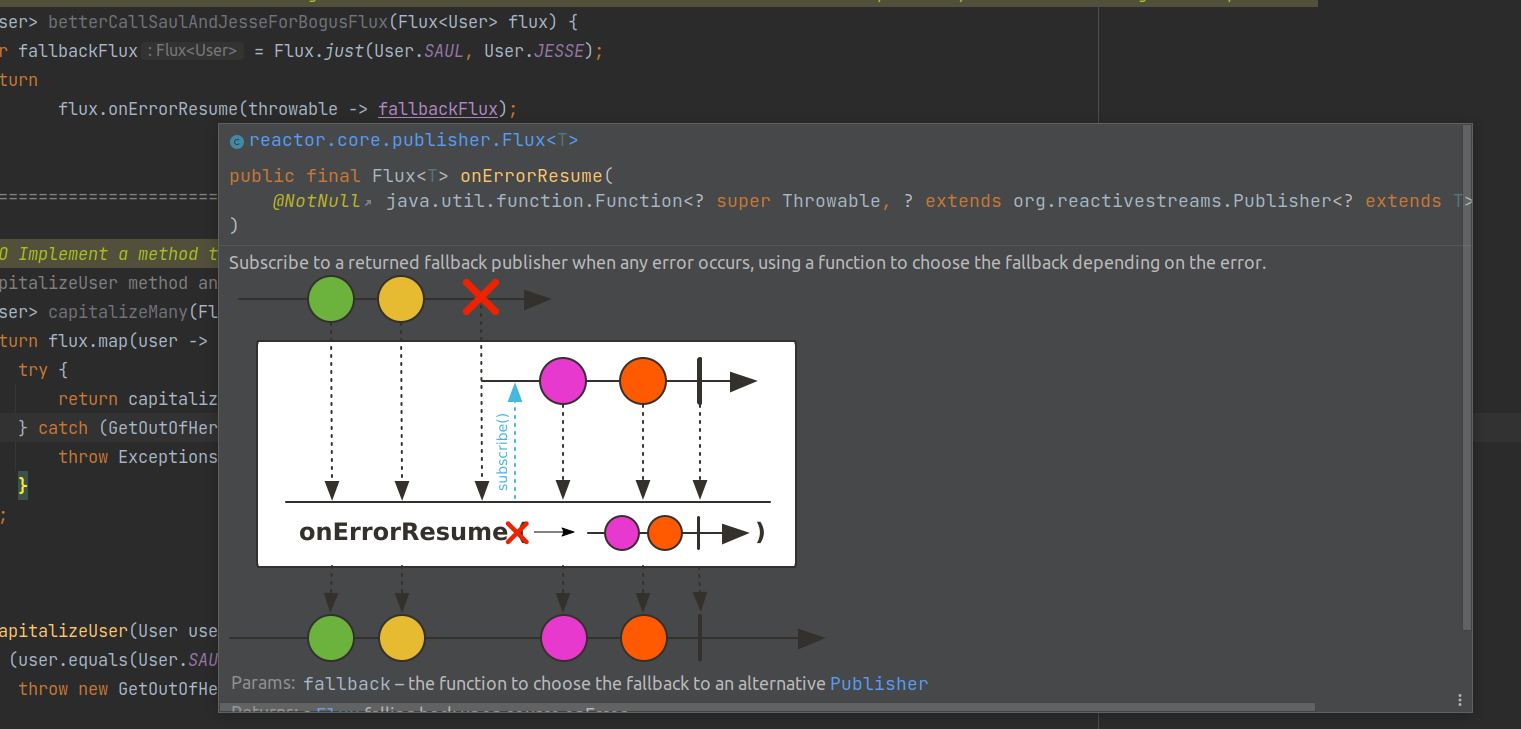 ser> betterCallSaulAndJesseForBogusFlux(Flux<User> flux) {
r fallbackFlux : Flux<User> = Flux.just(User.SAUL, User.JESSE);
turn
flux.onErrorResume(throwable -> fallbackFlux);
reactor.core.publisher.Flux<T>
public final Flux<T> onErrorResume(
@NotNull↗ java.util.function.Function<? super Throwable, ? extends org.reactivestreams.Publisher<? extends T>
)
======================
Subscribe to a returned fallback publisher when any error occurs, using a function to choose the fallback depending on the error.
subscribe()
onErrorResume( )
O Implement a method t
pitalizeUser method an
ser> capitalizeMany(Fl
turn flux.map(user ->
try {
return capitaliz
} catch (GetOutOfHer
throw Exceptions
}
;
apitalizeUser(User use
(user.equals(User.SAU
throw new GetOutOfHe
Params: fallback – the function to choose the fallback to an alternative Publisher
Returns: a Flux falling back upon source onError